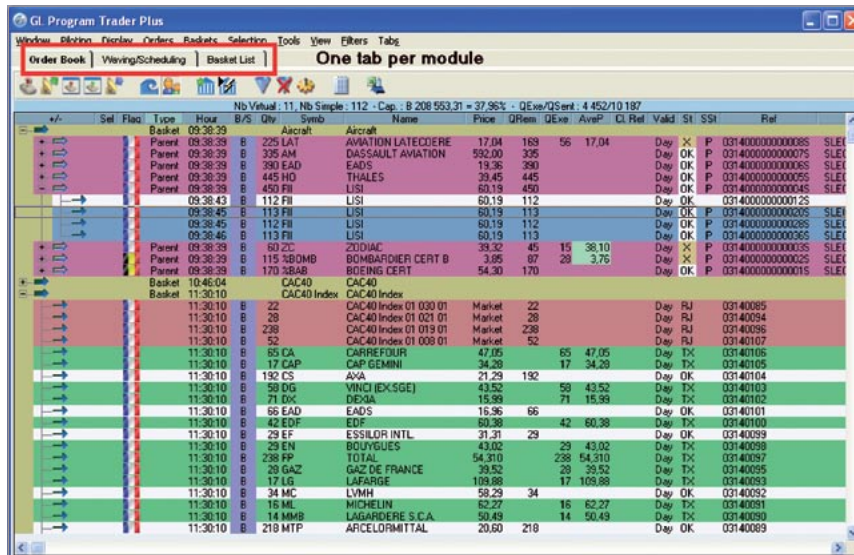 GL Program Trader Plus
Window Piloting Display Orders Baskets Selection Tools View Filters Tabs
Order Book Waving/Scheduling Basket List One tab per module
Nb Virtual : 11, Nb Simple : 112 - Cap. : B 208 553,31 = 37,96% - QExe/QSent : 4 452/10 187
+/- Sel Flag Type Hour B/S Qty Symb Name Price QRem QExe AveP Cl. Ref Valid St SSt Ref
Basket 09:38:39 Aircraft Aircraft
Parent 09:38:39 B 225 LAT AVIATION LATECOERE 17,04 169 56 17,04 Day X P 031400000000008S SLEO
Parent 09:38:39 B 335 AM DASSAULT AVIATION 592,00 335 Day OK P 031400000000007S SLEO
Parent 09:38:39 B 390 EAD EADS 19,36 390 Day OK P 031400000000006S SLEO
Parent 09:38:39 B 445 HO THALES 39,45 445 Day OK P 031400000000005S SLEO
Parent 09:38:39 B 450 FII LISI 60,19 450 Day OK P 031400000000004S SLEO
09:38:43 B 112 FII LISI 60,19 112 Day OK 0314000000000012S
09:38:45 B 113 FII LISI 60,19 113 Day OK P 0314000000000020S SLEO
09:38:45 B 112 FII LISI 60,19 112 Day OK P 0314000000000028S SLEO
09:38:46 B 113 FII LISI 60,19 113 Day OK P 0314000000000036S SLEO
Parent 09:38:39 B 60 ZC ZODIAC 39,32 45 15 38,10 Day X P 031400000000003S SLEO
Parent 09:38:39 B 115 %BOMB BOMBARDIER CERT B 3,85 87 28 3,76 Day X P 031400000000002S SLEO
Parent 09:38:39 B 170 %BAB BOEING CERT 54,30 170 Day OK P 031400000000001S SLEO
Basket 10:46:04 CAC40 CAC40
Basket 11:30:10 CAC40 Index CAC40 Index
11:30:10 B 22 CAC40 Index 01 030 01 Market 22 Day RJ 03140085
11:30:10 B 28 CAC40 Index 01 021 01 Market 28 Day RJ 03140094
11:30:10 B 238 CAC40 Index 01 019 01 Market 238 Day RJ 03140096
11:30:10 B 52 CAC40 Index 01 008 01 Market 52 Day RJ 03140107
11:30:10 B 65 CA CARREFOUR 47,05 65 47,05 Day TX 03140106
11:30:10 B 17 CAP CAP GEMINI 34,28 17 34,28 Day TX 03140105
11:30:10 B 192 CS AXA 21,29 192 Day OK 03140104
11:30:10 B 58 DG VINCI (EX.SGE) 43,52 58 43,52 Day TX 03140103
11:30:10 B 71 DX DEXIA 15,99 71 15,99 Day TX 03140102
11:30:10 B 66 EAD EADS 16,96 66 Day OK 03140101
11:30:10 B 42 EDF EDF 60,38 42 60,38 Day TX 03140100
11:30:10 B 29 EF ESSILOR INTL. 31,31 29 Day OK 03140099
11:30:10 B 29 EN BOUYGUES 43,02 29 43,02 Day TX 03140098
11:30:10 B 238 FP TOTAL 54,310 238 54,310 Day TX 03140097
11:30:10 B 28 GAZ GAZ DE FRANCE 39,52 28 39,52 Day TX 03140095
11:30:10 B 17 LG LAFARGE 109,88 17 109,88 Day TX 03140093
11:30:10 B 34 MC LVMH 58,29 34 Day OK 03140092
11:30:10 B 16 ML MICHELIN 62,27 16 62,27 Day TX 03140091
11:30:10 B 14 MMB LAGARDERE S.C.A. 50,49 14 50,49 Day TX 03140090
11:30:10 B 218 MTP ARCELORMITTAL 20,60 218 Day OK 03140089